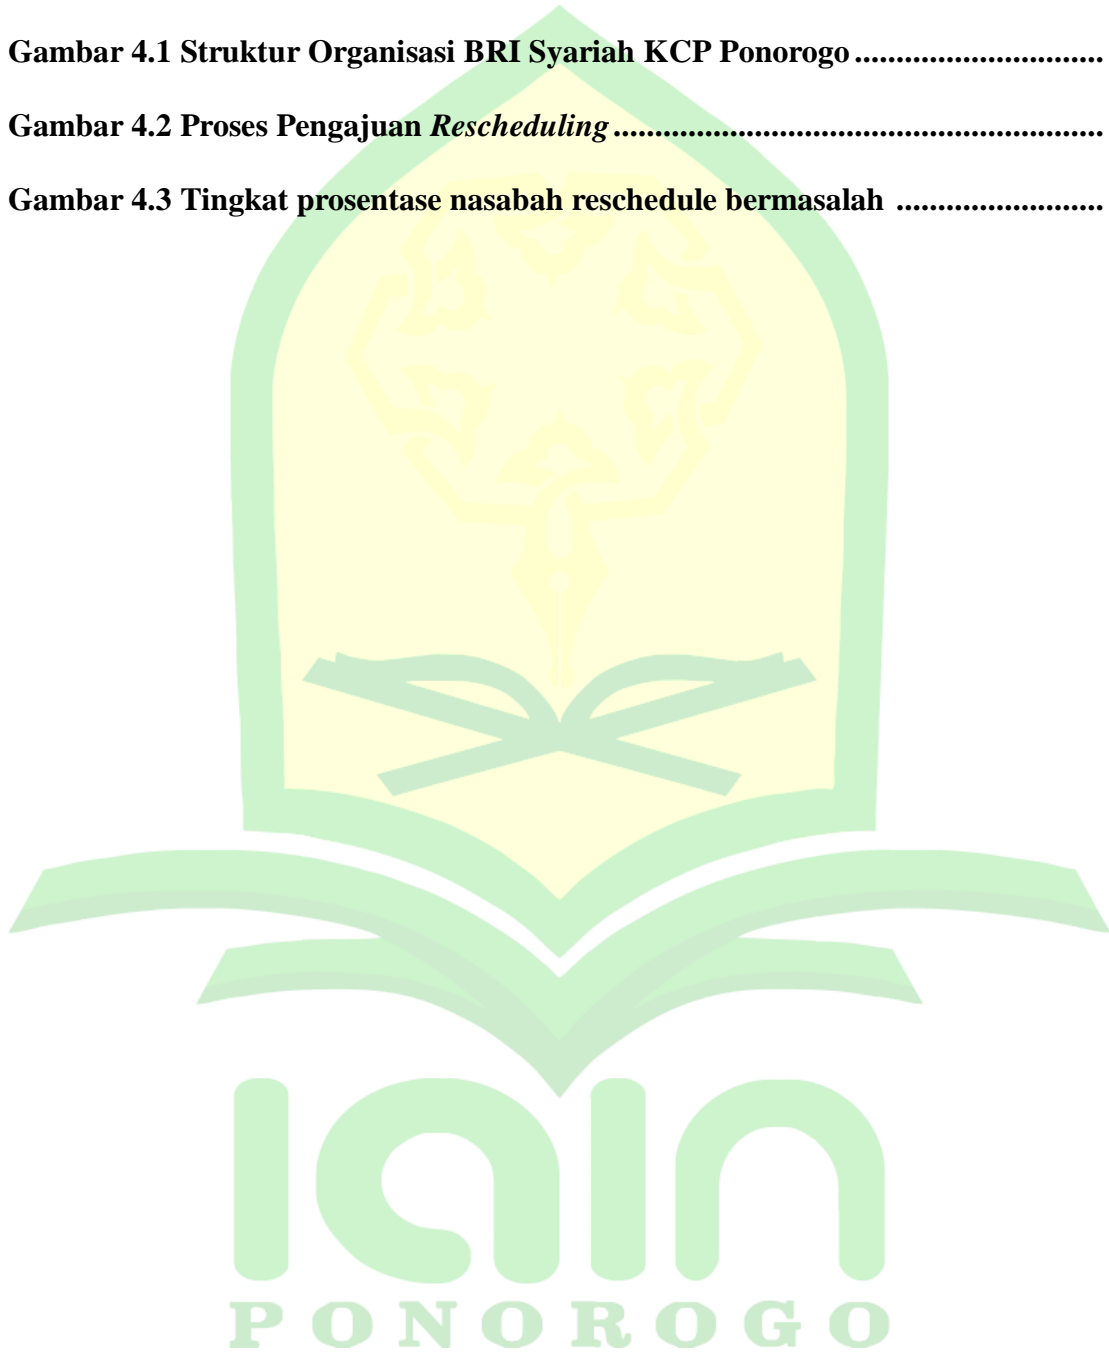 Gambar 4.1 Struktur Organisasi BRI Syariah KCP Ponorogo ..............................
Gambar 4.2 Proses Pengajuan Rescheduling ............................................................
Gambar 4.3 Tingkat prosentase nasabah reschedule bermasalah .........................
iain
PONOROGO